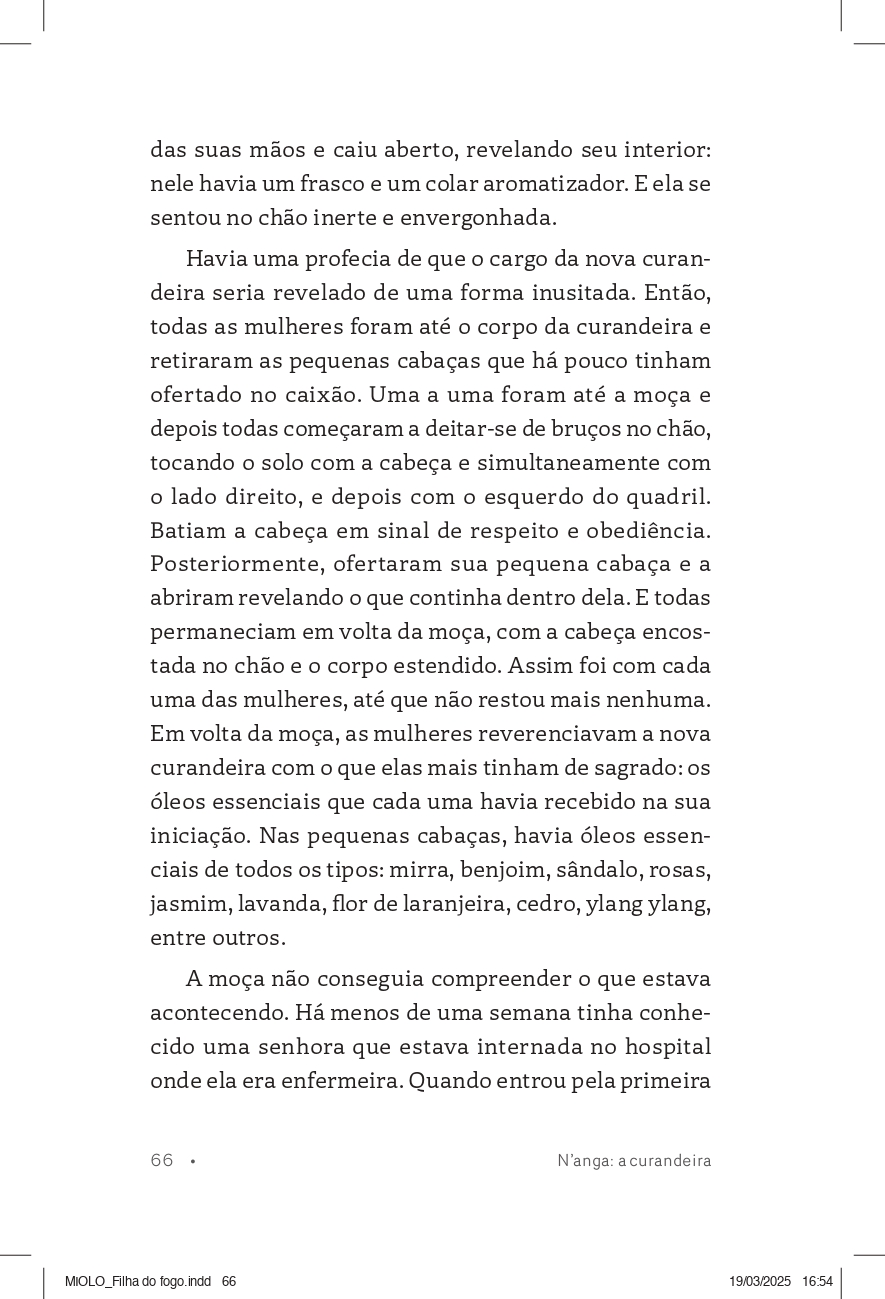 das suas mãos e caiu aberto, revelando seu interior:
nele havia um frasco e um colar aromatizador. E ela se
sentou no chão inerte e envergonhada.
Havia uma profecia de que o cargo da nova curan-
deira seria revelado de uma forma inusitada. Então,
todas as mulheres foram até o corpo da curandeira e
retiraram as pequenas cabaças que há pouco tinham
ofertado no caixão. Uma a uma foram até a moça e
depois todas começaram a deitar-se de bruços no chão,
tocando o solo com a cabeça e simultaneamente com
o lado direito, e depois com o esquerdo do quadril.
Batiam a cabeça em sinal de respeito e obediência.
Posteriormente, ofertaram sua pequena cabaça e a
abriram revelando o que continha dentro dela. E todas
permaneciam em volta da moça, com a cabeça encos-
tada no chão e o corpo estendido. Assim foi com cada
uma das mulheres, até que não restou mais nenhuma.
Em volta da moça, as mulheres reverenciavam a nova
curandeira com o que elas mais tinham de sagrado: os
óleos essenciais que cada uma havia recebido na sua
iniciação. Nas pequenas cabaças, havia óleos essen-
ciais de todos os tipos: mirra, benjoim, sândalo, rosas,
jasmim, lavanda, flor de laranjeira, cedro, ylang ylang,
entre outros.
A moça não conseguia compreender o que estava
acontecendo. Há menos de uma semana tinha conhe-
cido uma senhora que estava internada no hospital
onde ela era enfermeira. Quando entrou pela primeira
66 • N’anga: a curandeira
MIOLO_Filha do fogo.indd 66 19/03/2025 16:54